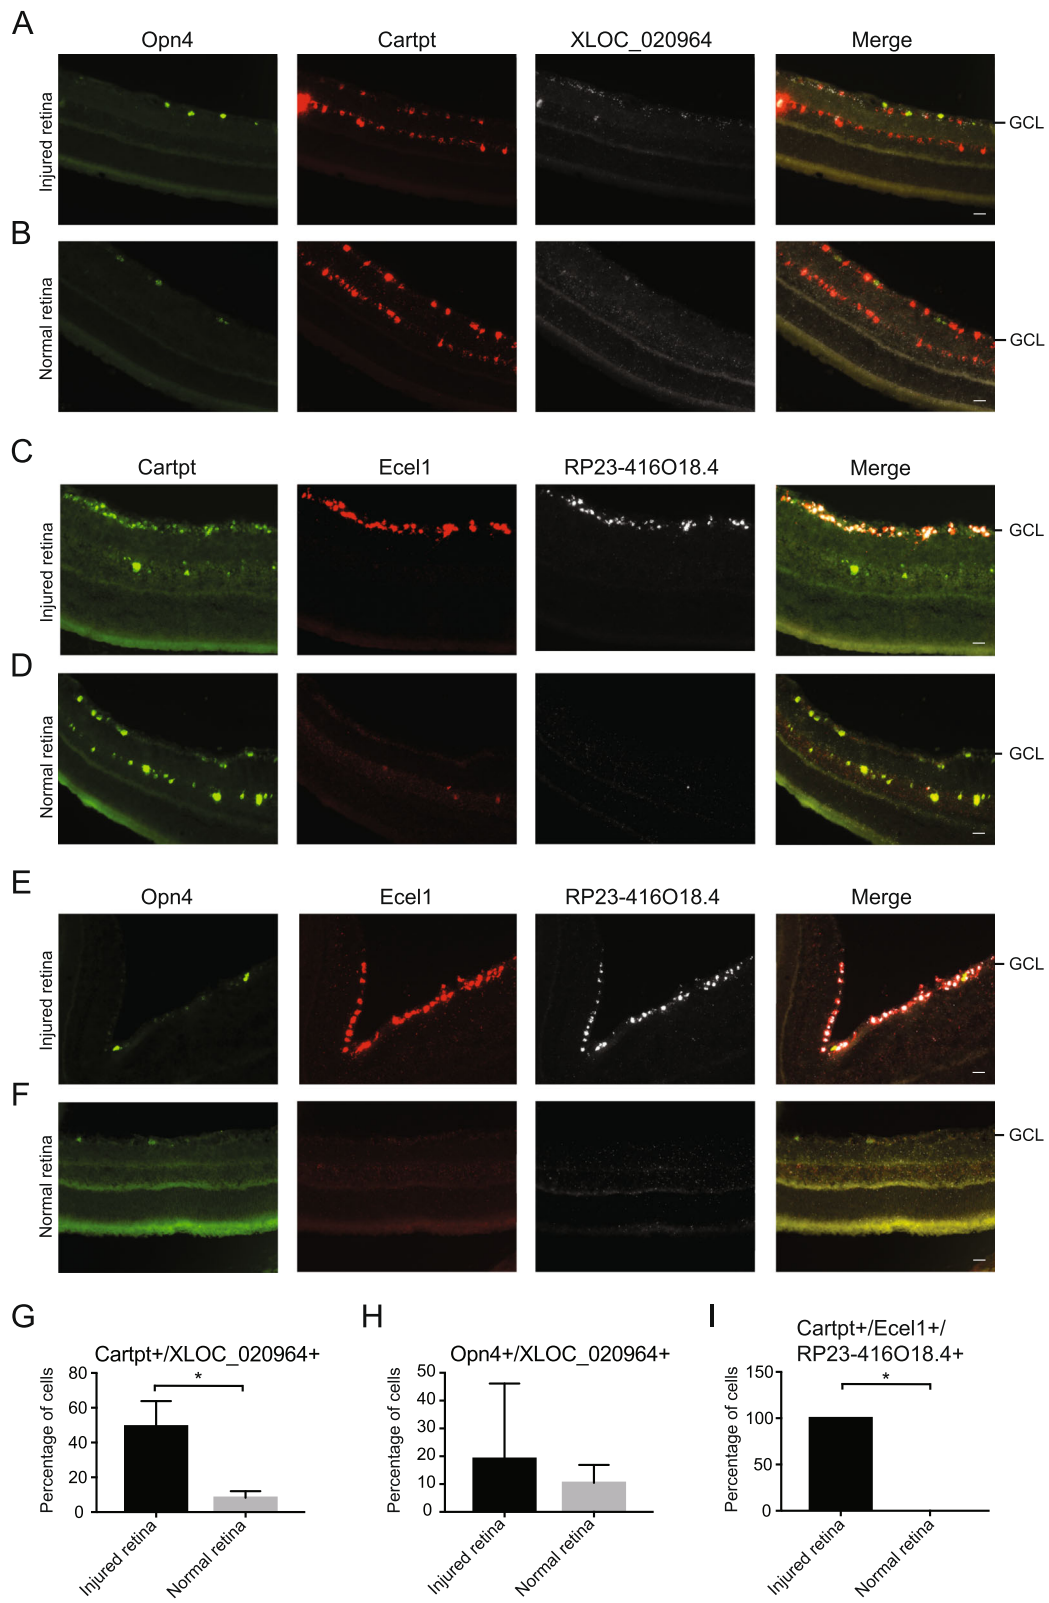 A
Opn4
Cartpt
XLOC_020964
Merge
Injured retina
GCL
B
Normal retina
GCL
C
Cartpt
Ecel1
RP23-416O18.4
Merge
Injured retina
GCL
D
Normal retina
GCL
E
Opn4
Ecel1
RP23-416O18.4
Merge
Injured retina
GCL
F
Normal retina
GCL
G
Cartpt+/XLOC_020964+
Percentage of cells
80
60
40
20
0
*
Injured retina
Normal retina
H
Opn4+/XLOC_020964+
Percentage of cells
50
40
30
20
10
0
Injured retina
Normal retina
I
Cartpt+/Ecel1+/
RP23-416O18.4+
Percentage of cells
150
100
50
0
*
Injured retina
Normal retina